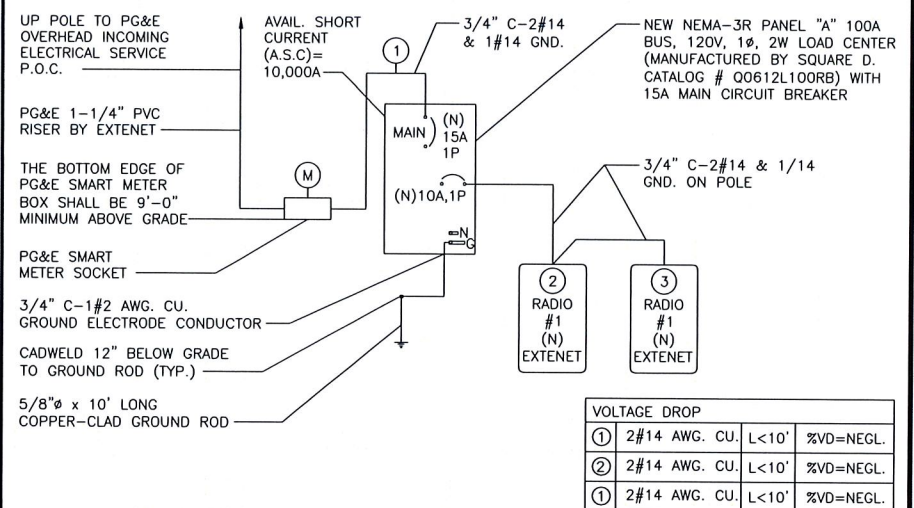 UP POLE TO PG&E
OVERHEAD INCOMING
ELECTRICAL SERVICE
P.O.C.
PG&E 1-1/4" PVC
RISER BY EXTENET
THE BOTTOM EDGE OF
PG&E SMART METER
BOX SHALL BE 9'-0"
MINIMUM ABOVE GRADE
PG&E SMART
METER SOCKET
3/4" C-1#2 AWG. CU.
GROUND ELECTRODE CONDUCTOR
CADWELD 12" BELOW GRADE
TO GROUND ROD (TYP.)
5/8"ø x 10' LONG
COPPER-CLAD GROUND ROD
AVAIL. SHORT
CURRENT
(A.S.C)=
10,000A
M
1
3/4" C-2#14
& 1#14 GND.
MAIN
(N)
15A
1P
(N)10A,1P
N
G
NEW NEMA-3R PANEL "A" 100A
BUS, 120V, 1ø, 2W LOAD CENTER
(MANUFACTURED BY SQUARE D.
CATALOG # QO612L100RB) WITH
15A MAIN CIRCUIT BREAKER
3/4" C-2#14 & 1/14
GND. ON POLE
2
RADIO
#1
(N)
EXTENET
3
RADIO
#1
(N)
EXTENET
VOLTAGE DROP
1 2#14 AWG. CU. L<10' %VD=NEGL.
2 2#14 AWG. CU. L<10' %VD=NEGL.
1 2#14 AWG. CU. L<10' %VD=NEGL.